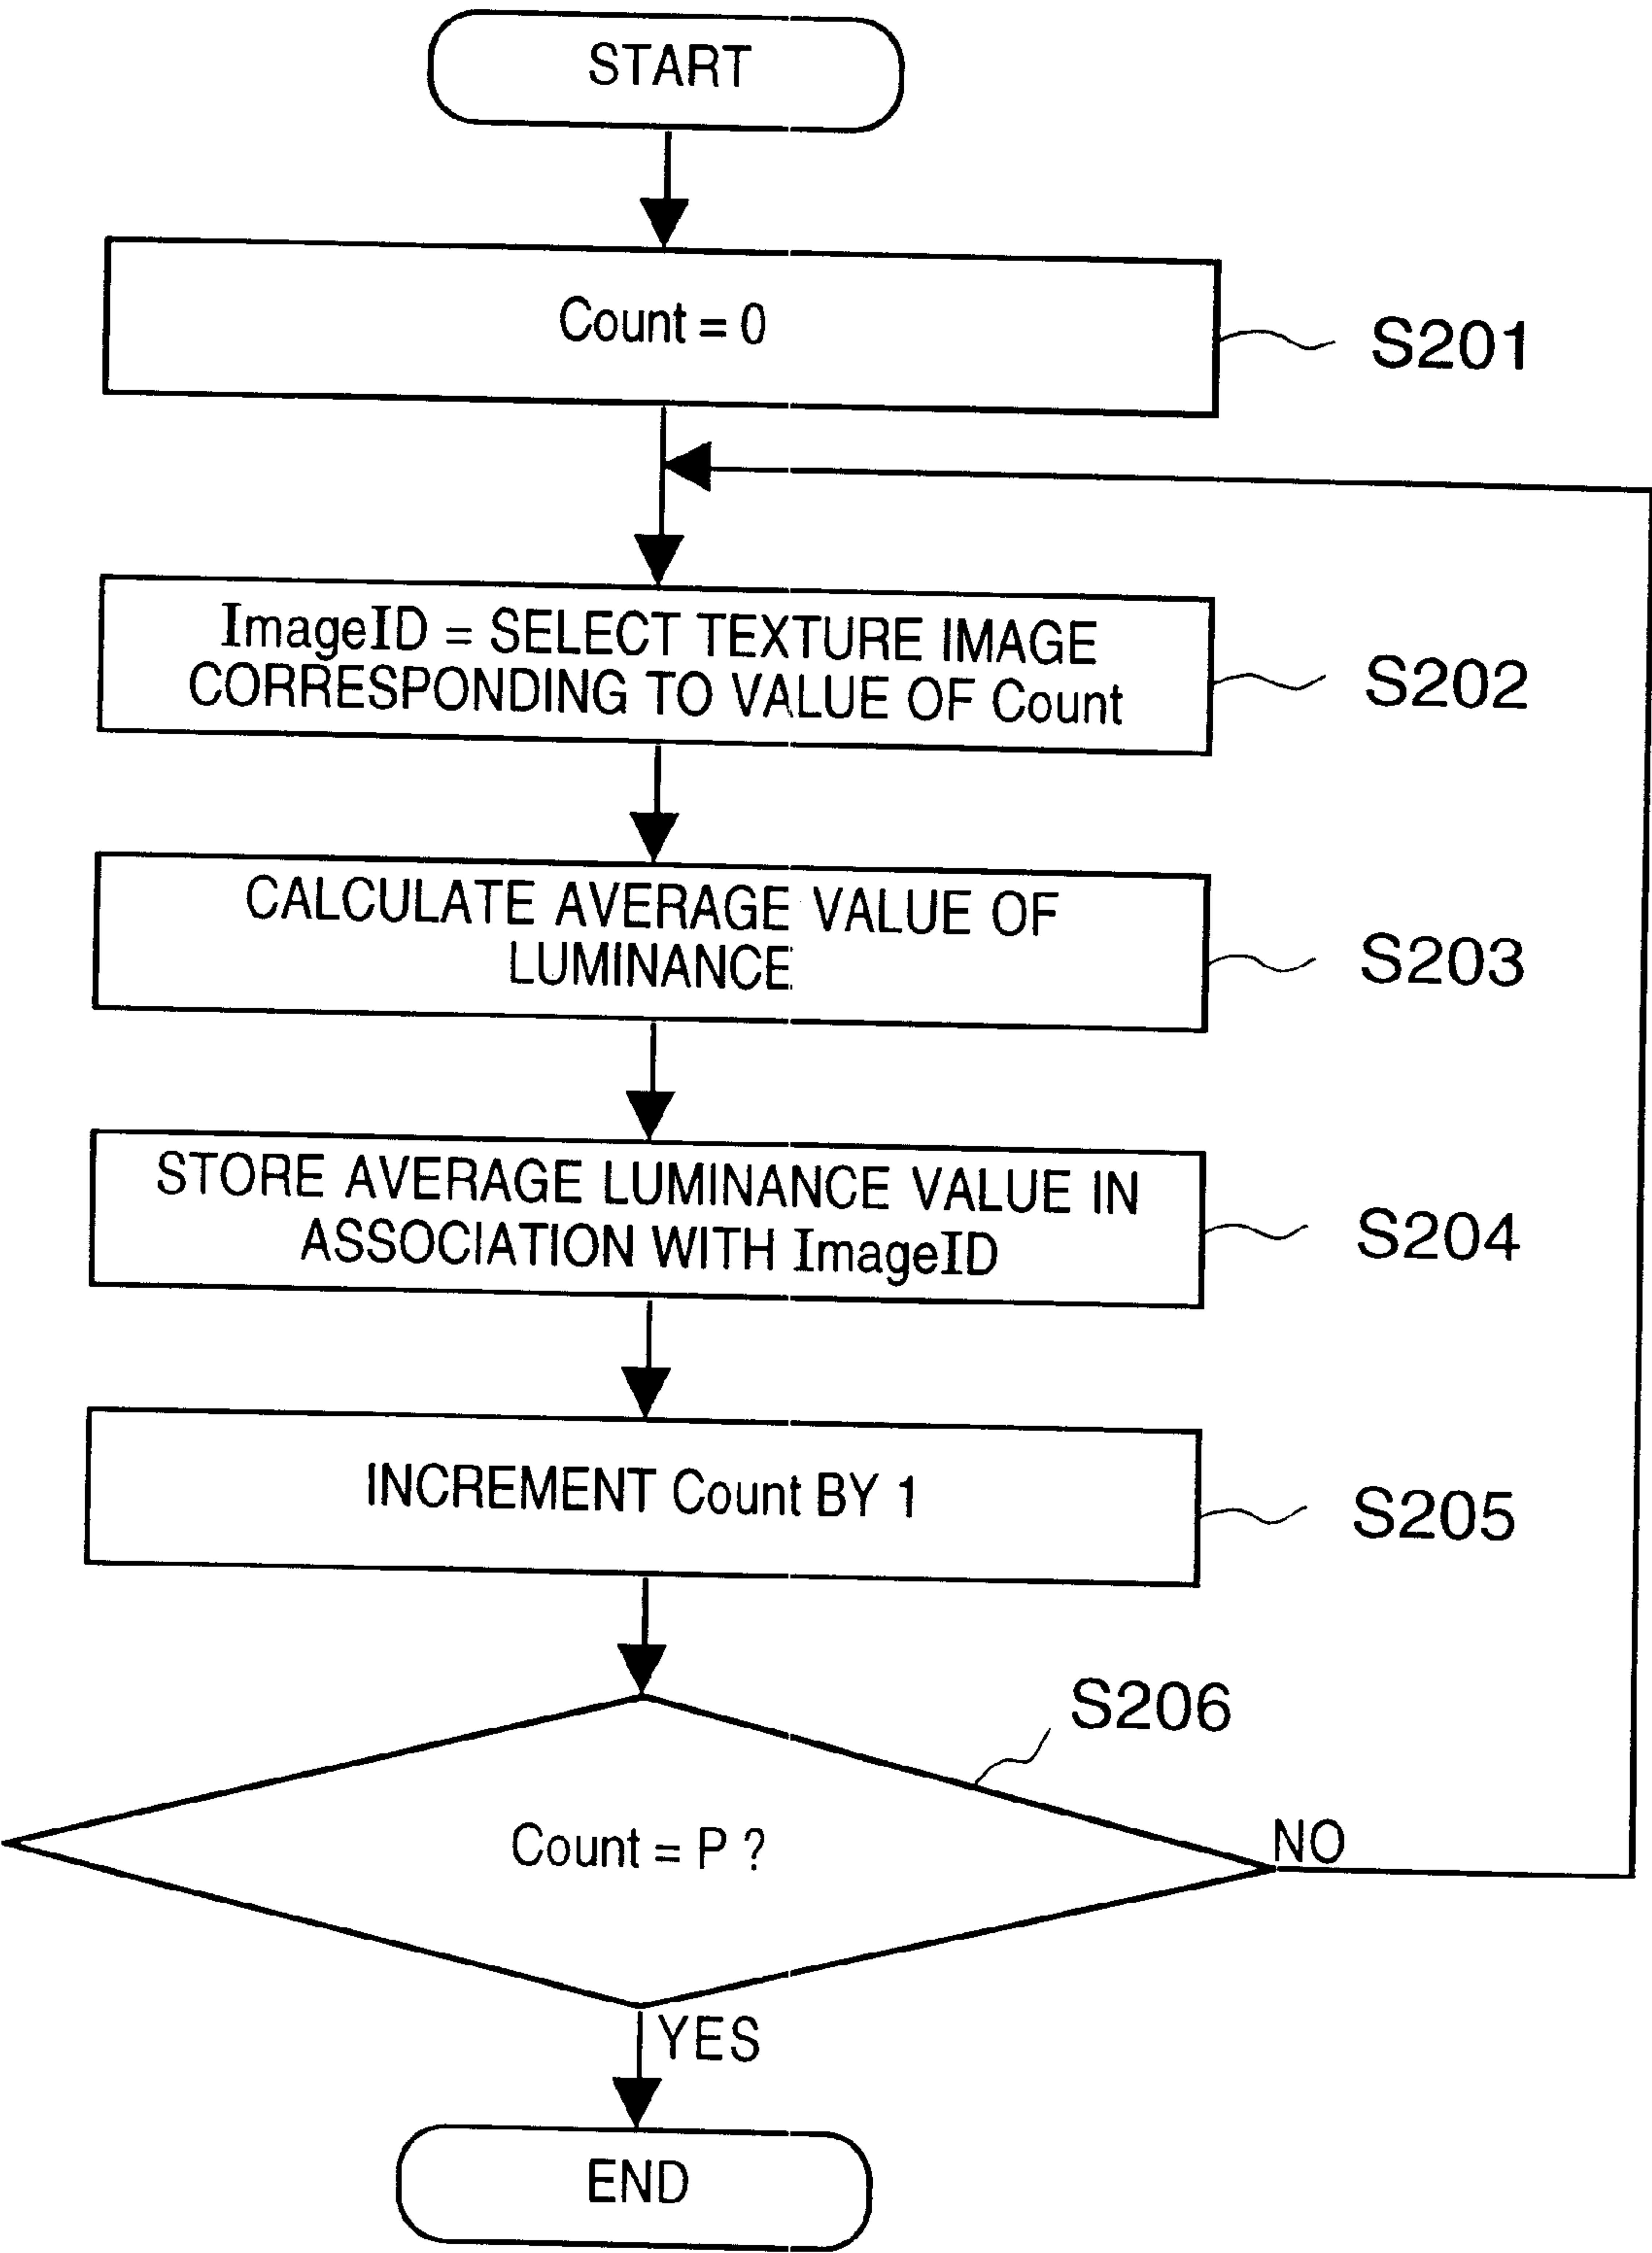 START
Count = 0
S201
ImageID = SELECT TEXTURE IMAGE
CORRESPONDING TO VALUE OF Count
S202
CALCULATE AVERAGE VALUE OF
LUMINANCE
S203
STORE AVERAGE LUMINANCE VALUE IN
ASSOCIATION WITH ImageID
S204
INCREMENT Count BY 1
S205
S206
Count = P ?
NO
YES
END